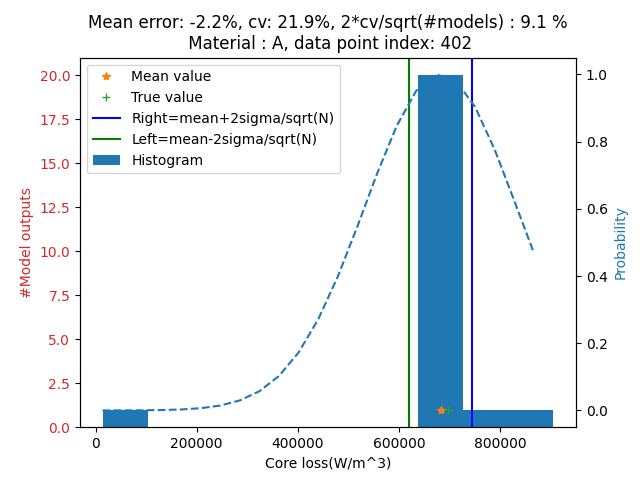 Mean error: -2.2%, cv: 21.9%, 2*cv/sqrt(#models) : 9.1 %
Material : A, data point index: 402
Mean value
True value
Right=mean+2sigma/sqrt(N)
Left=mean-2sigma/sqrt(N)
Histogram
#Model outputs
20.0
17.5
15.0
12.5
10.0
7.5
5.0
2.5
0.0
1.0
0.8
0.6
0.4
0.2
0.0
Probability
0 200000 400000 600000 800000
Core loss(W/m^3)